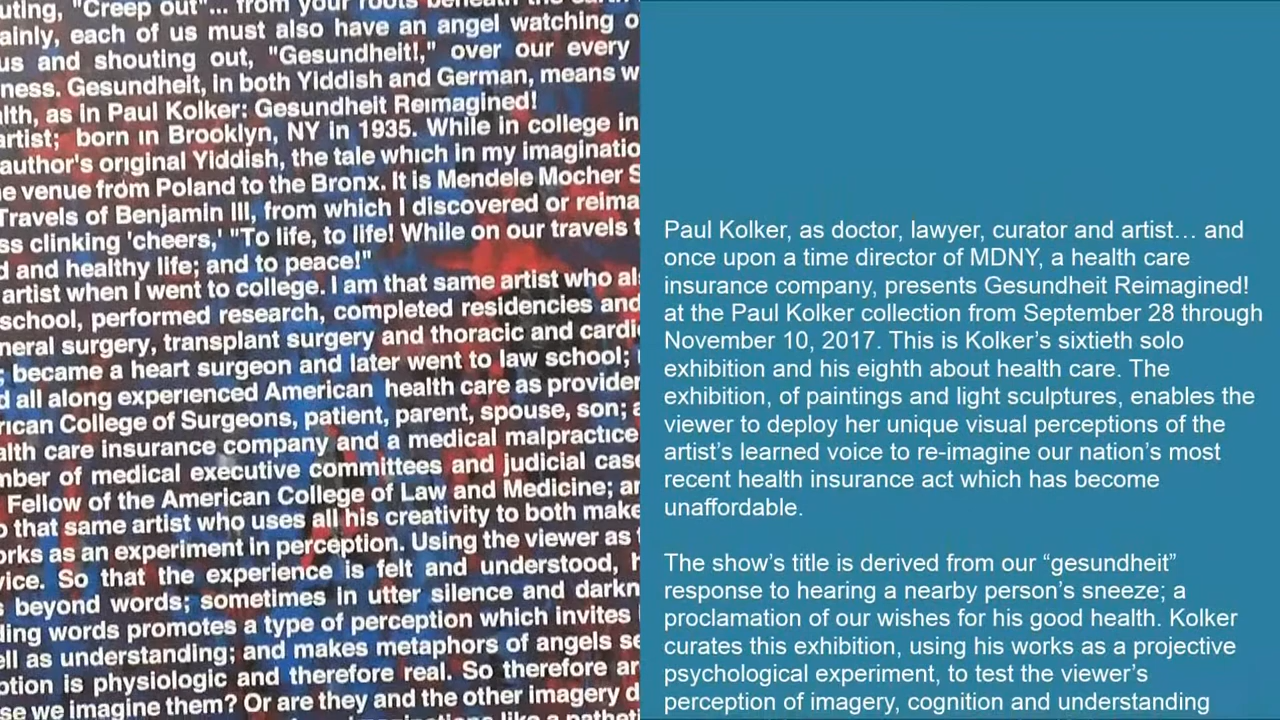 uting, "Creep out"... from your roots beneath the earth
ainly, each of us must also have an angel watching o
us and shouting out, "Gesundheit!," over our every
ness. Gesundheit, in both Yiddish and German, means w
lth, as in Paul Kolker: Gesundheit Reimagined!
artist; born in Brooklyn, NY in 1935. While in college in
author's original Yiddish, the tale which in my imaginatio
e venue from Poland to the Bronx. It is Mendele Mocher S
Travels of Benjamin III, from which I discovered or reima
ss clinking 'cheers,' "To life, to life! While on our travels t
d and healthy life; and to peace!"
artist when I went to college. I am that same artist who al
school, performed research, completed residencies and
neral surgery, transplant surgery and thoracic and cardi
; became a heart surgeon and later went to law school;
d all along experienced American health care as provider
rican College of Surgeons, patient, parent, spouse, son; a
alth care insurance company and a medical malpractice
mber of medical executive committees and judicial case
Fellow of the American College of Law and Medicine; an
o that same artist who uses all his creativity to both make
orks as an experiment in perception. Using the viewer as
vice. So that the experience is felt and understood, h
s beyond words; sometimes in utter silence and darkn
ding words promotes a type of perception which invites
ell as understanding; and makes metaphors of angels se
ption is physiologic and therefore real. So therefore ar
se we imagine them? Or are they and the other imagery d
like a patheti
Paul Kolker, as doctor, lawyer, curator and artist… and
once upon a time director of MDNY, a health care
insurance company, presents Gesundheit Reimagined!
at the Paul Kolker collection from September 28 through
November 10, 2017. This is Kolker's sixtieth solo
exhibition and his eighth about health care. The
exhibition, of paintings and light sculptures, enables the
viewer to deploy her unique visual perceptions of the
artist's learned voice to re-imagine our nation's most
recent health insurance act which has become
unaffordable.
The show's title is derived from our “gesundheit”
response to hearing a nearby person's sneeze; a
proclamation of our wishes for his good health. Kolker
curates this exhibition, using his works as a projective
psychological experiment, to test the viewer's
perception of imagery, cognition and understanding